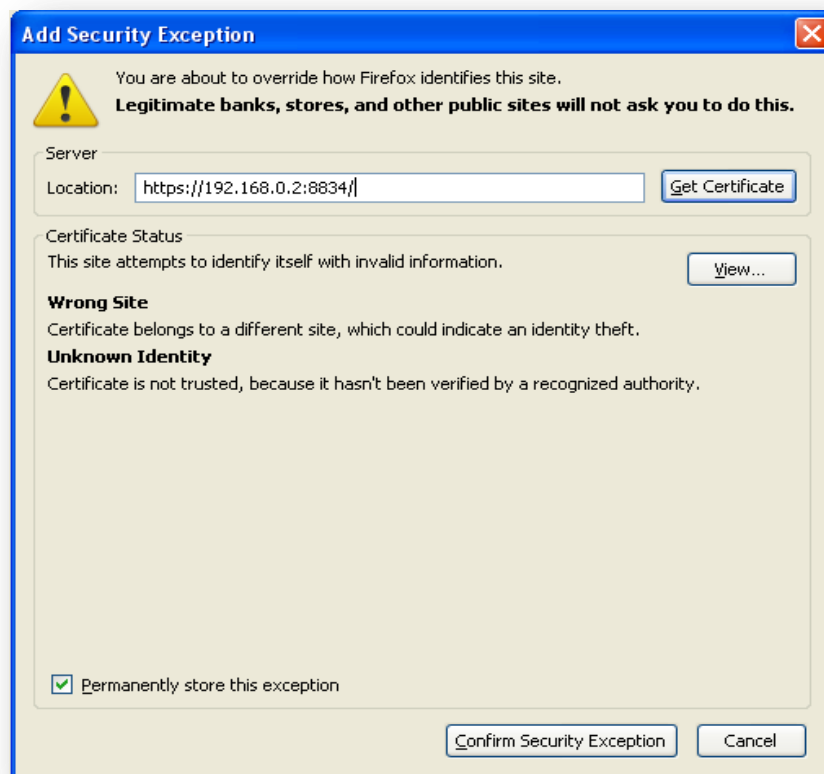 Add Security Exception
You are about to override how Firefox identifies this site.
Legitimate banks, stores, and other public sites will not ask you to do this.
Server
Location: https://192.168.0.2:8834/ Get Certificate
Certificate Status
This site attempts to identify itself with invalid information.
View...
Wrong Site
Certificate belongs to a different site, which could indicate an identity theft.
Unknown Identity
Certificate is not trusted, because it hasn't been verified by a recognized authority.
Permanently store this exception
Confirm Security Exception Cancel